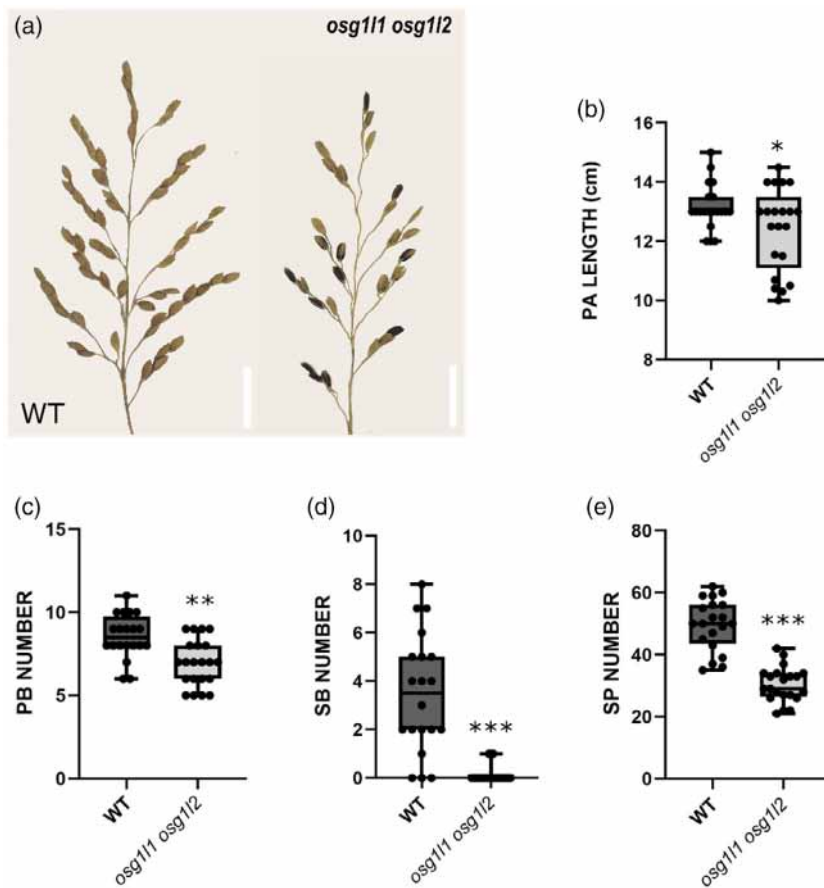 (a)
osg1l1 osg1l2
WT
(b)
PA LENGTH (cm)
16
14
12
10
8
*
WT
osg1l1 osg1l2
(c)
PB NUMBER
15
10
5
0
**
WT
osg1l1 osg1l2
(d)
SB NUMBER
10
8
6
4
2
0
***
WT
osg1l1 osg1l2
(e)
SP NUMBER
80
60
40
20
0
***
WT
osg1l1 osg1l2